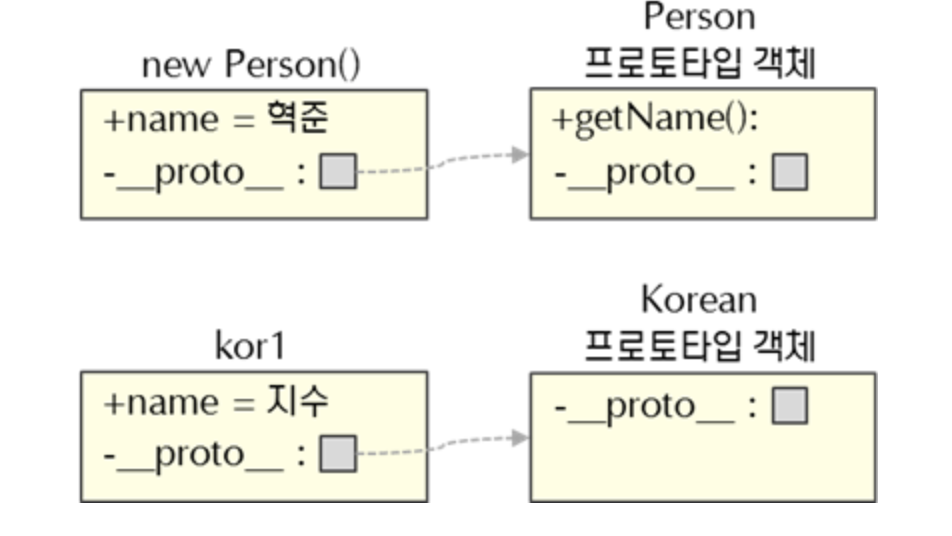 new Person()
+name = 혁준
-__proto__ :
Person
프로토타입 객체
+getName():
-__proto__ :
kor1
+name = 지수
-__proto__ :
Korean
프로토타입 객체
-__proto__ :